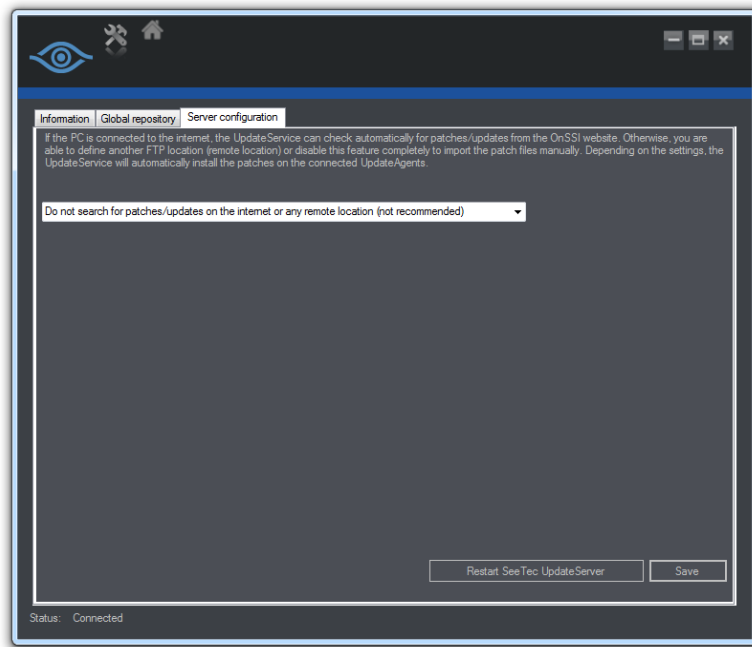 Information Global repository Server configuration
If the PC is connected to the internet, the UpdateService can check automatically for patches/updates from the OnSSI website. Otherwise, you are
able to define another FTP location (remote location) or disable this feature completely to import the patch files manually. Depending on the settings, the
UpdateService will automatically install the patches on the connected UpdateAgents.
Do not search for patches/updates on the internet or any remote location (not recommended)
Restart SeeTec UpdateServer Save
Status: Connected